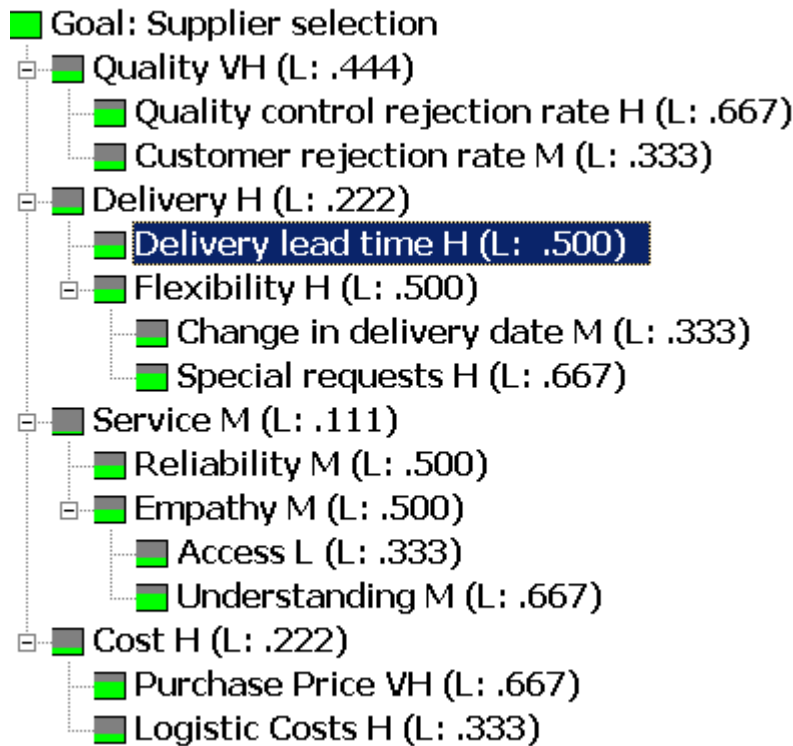 Goal: Supplier selection
Quality VH (L: .444)
Quality control rejection rate H (L: .667)
Customer rejection rate M (L: .333)
Delivery H (L: .222)
Delivery lead time H (L:  .500)
Flexibility H (L: .500)
Change in delivery date M (L: .333)
Special requests H (L: .667)
Service M (L: .111)
Reliability M (L: .500)
Empathy M (L: .500)
Access L (L: .333)
Understanding M (L: .667)
Cost H (L: .222)
Purchase Price VH (L: .667)
Logistic Costs H (L: .333)